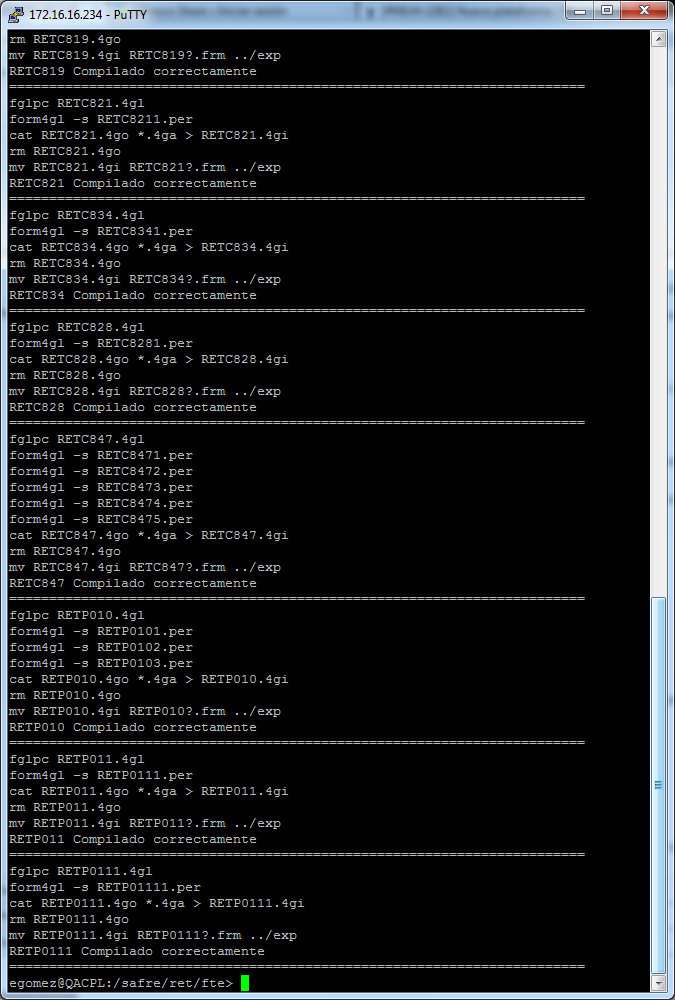 172.16.16.234 - PuTTY
rm RETC819.4go
mv RETC819.4gi RETC819?.frm ../exp
RETC819 Compilado correctamente
========================================================================
fglpc RETC821.4gl
form4gl -s RETC8211.per
cat RETC821.4go *.4ga > RETC821.4gi
rm RETC821.4go
mv RETC821.4gi RETC821?.frm ../exp
RETC821 Compilado correctamente
========================================================================
fglpc RETC834.4gl
form4gl -s RETC8341.per
cat RETC834.4go *.4ga > RETC834.4gi
rm RETC834.4go
mv RETC834.4gi RETC834?.frm ../exp
RETC834 Compilado correctamente
========================================================================
fglpc RETC828.4gl
form4gl -s RETC8281.per
cat RETC828.4go *.4ga > RETC828.4gi
rm RETC828.4go
mv RETC828.4gi RETC828?.frm ../exp
RETC828 Compilado correctamente
========================================================================
fglpc RETC847.4gl
form4gl -s RETC8471.per
form4gl -s RETC8472.per
form4gl -s RETC8473.per
form4gl -s RETC8474.per
form4gl -s RETC8475.per
cat RETC847.4go *.4ga > RETC847.4gi
rm RETC847.4go
mv RETC847.4gi RETC847?.frm ../exp
RETC847 Compilado correctamente
========================================================================
fglpc RETP010.4gl
form4gl -s RETP0101.per
form4gl -s RETP0102.per
form4gl -s RETP0103.per
cat RETP010.4go *.4ga > RETP010.4gi
rm RETP010.4go
mv RETP010.4gi RETP010?.frm ../exp
RETP010 Compilado correctamente
========================================================================
fglpc RETP011.4gl
form4gl -s RETP0111.per
cat RETP011.4go *.4ga > RETP011.4gi
rm RETP011.4go
mv RETP011.4gi RETP011?.frm ../exp
RETP011 Compilado correctamente
========================================================================
fglpc RETP0111.4gl
form4gl -s RETP01111.per
cat RETP0111.4go *.4ga > RETP0111.4gi
rm RETP0111.4go
mv RETP0111.4gi RETP0111?.frm ../exp
RETP0111 Compilado correctamente
========================================================================
egomez@QACPL:/safre/ret/fte>